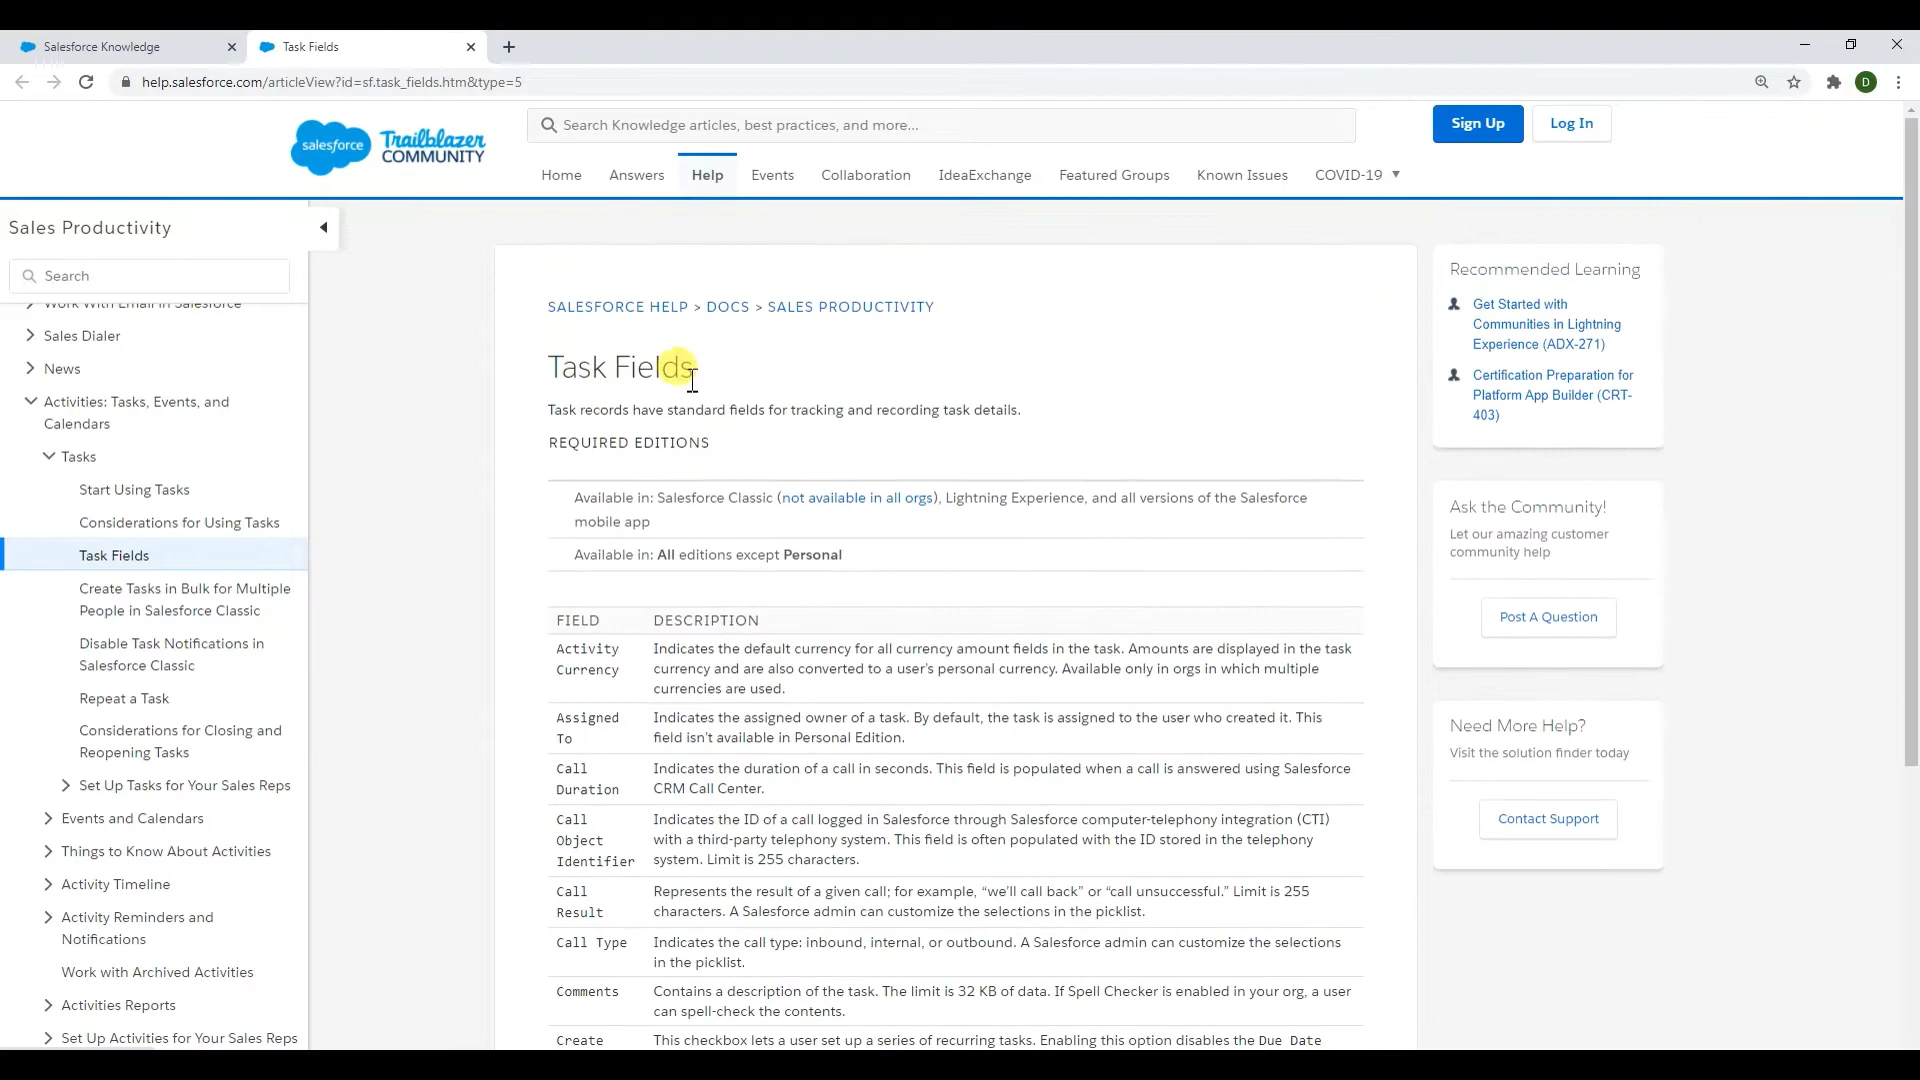 Salesforce Knowledge
Task Fields
help.salesforce.com/articleView?id=sf.task_fields.htm&type=5
D
salesforce
Trailblazer
COMMUNITY
Search Knowledge articles, best practices, and more...
Sign Up
Log In
Home
Answers
Help
Events
Collaboration
IdeaExchange
Featured Groups
Known Issues
COVID-19
Sales Productivity
Search
Work With Email in Salesforce
Sales Dialer
News
Activities: Tasks, Events, and
Calendars
Tasks
Start Using Tasks
Considerations for Using Tasks
Task Fields
Create Tasks in Bulk for Multiple
People in Salesforce Classic
Disable Task Notifications in
Salesforce Classic
Repeat a Task
Considerations for Closing and
Reopening Tasks
Set Up Tasks for Your Sales Reps
Events and Calendars
Things to Know About Activities
Activity Timeline
Activity Reminders and
Notifications
Work with Archived Activities
Activities Reports
Set Up Activities for Your Sales Reps
SALESFORCE HELP > DOCS > SALES PRODUCTIVITY
Task Fields
Task records have standard fields for tracking and recording task details.
REQUIRED EDITIONS
Available in: Salesforce Classic (not available in all orgs), Lightning Experience, and all versions of the Salesforce
mobile app
Available in: All editions except Personal
FIELD DESCRIPTION
Activity Indicates the default currency for all currency amount fields in the task. Amounts are displayed in the task
Currency currency and are also converted to a user's personal currency. Available only in orgs in which multiple
currencies are used.
Assigned Indicates the assigned owner of a task. By default, the task is assigned to the user who created it. This
To field isn't available in Personal Edition.
Call Indicates the duration of a call in seconds. This field is populated when a call is answered using Salesforce
Duration CRM Call Center.
Call Indicates the ID of a call logged in Salesforce through Salesforce computer-telephony integration (CTI)
Object with a third-party telephony system. This field is often populated with the ID stored in the telephony
Identifier system. Limit is 255 characters.
Call Represents the result of a given call; for example, “we'll call back” or “call unsuccessful.” Limit is 255
Result characters. A Salesforce admin can customize the selections in the picklist.
Call Type Indicates the call type: inbound, internal, or outbound. A Salesforce admin can customize the selections
in the picklist.
Comments Contains a description of the task. The limit is 32 KB of data. If Spell Checker is enabled in your org, a user
can spell-check the contents.
Create This checkbox lets a user set up a series of recurring tasks. Enabling this option disables the Due Date
Recommended Learning
Get Started with
Communities in Lightning
Experience (ADX-271)
Certification Preparation for
Platform App Builder (CRT-
403)
Ask the Community!
Let our amazing customer
community help
Post A Question
Need More Help?
Visit the solution finder today
Contact Support